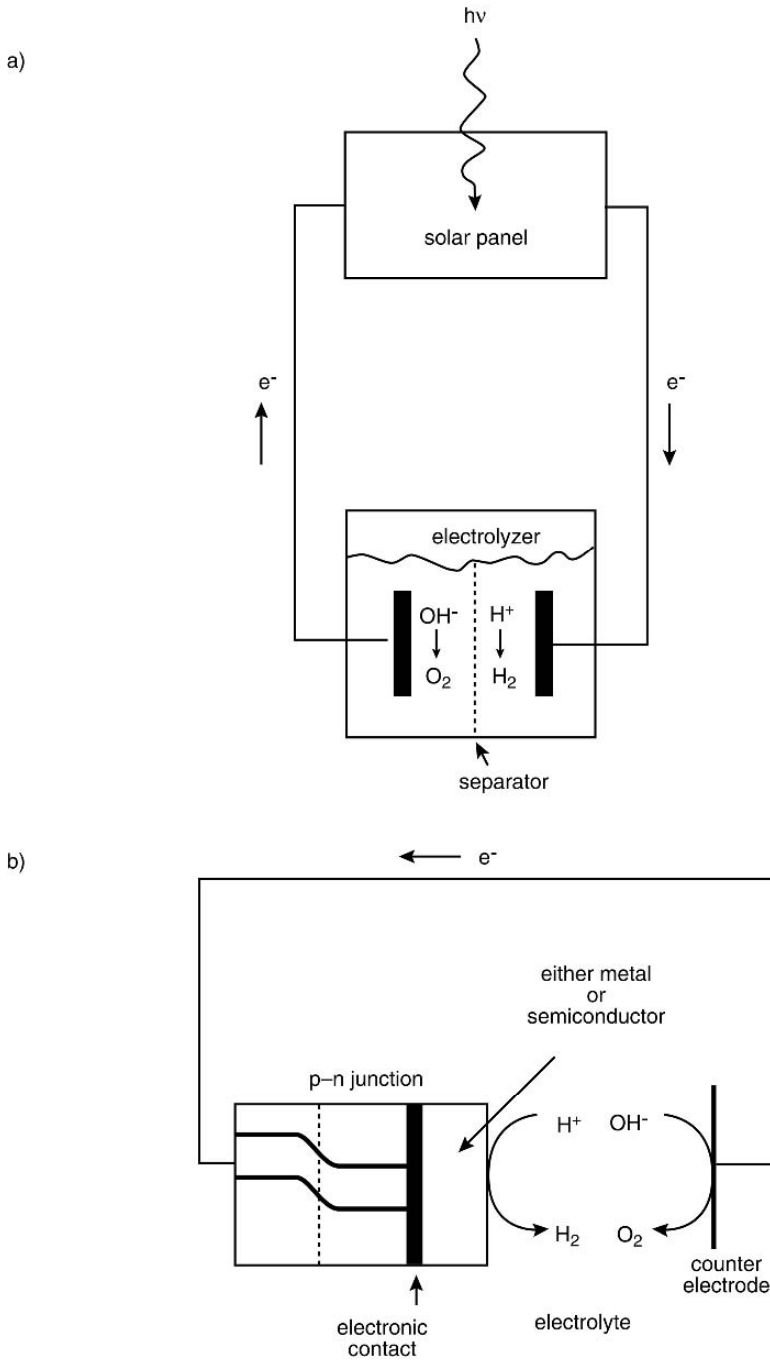 hν
a)
solar panel
e-
e-
electrolyzer
OH-
H+
O2
H2
separator
b)
e-
either metal
or
semiconductor
p–n junction
H+
OH-
H2
O2
counter
electrode
electronic
contact
electrolyte